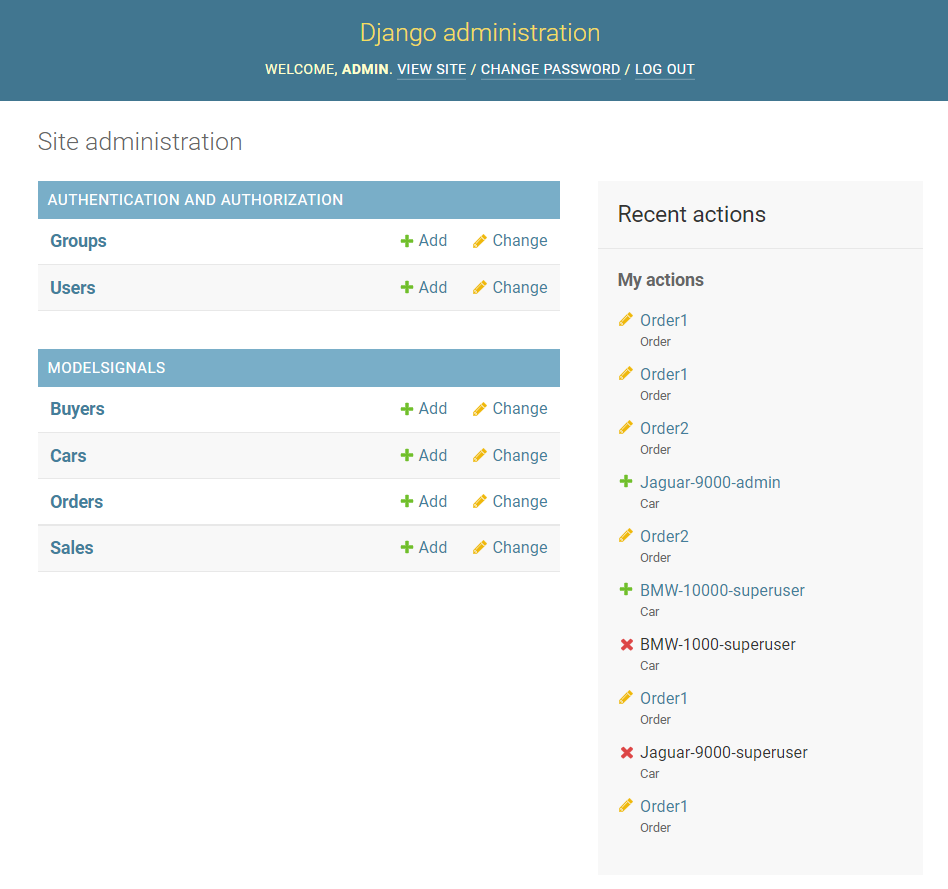 Django administration
WELCOME, ADMIN. VIEW SITE / CHANGE PASSWORD / LOG OUT
Site administration
AUTHENTICATION AND AUTHORIZATION
Groups Add Change
Users Add Change
MODELSIGNALS
Buyers Add Change
Cars Add Change
Orders Add Change
Sales Add Change
Recent actions
My actions
Order1
Order
Order1
Order
Order2
Order
Jaguar-9000-admin
Car
Order2
Order
BMW-10000-superuser
Car
BMW-1000-superuser
Car
Order1
Order
Jaguar-9000-superuser
Car
Order1
Order